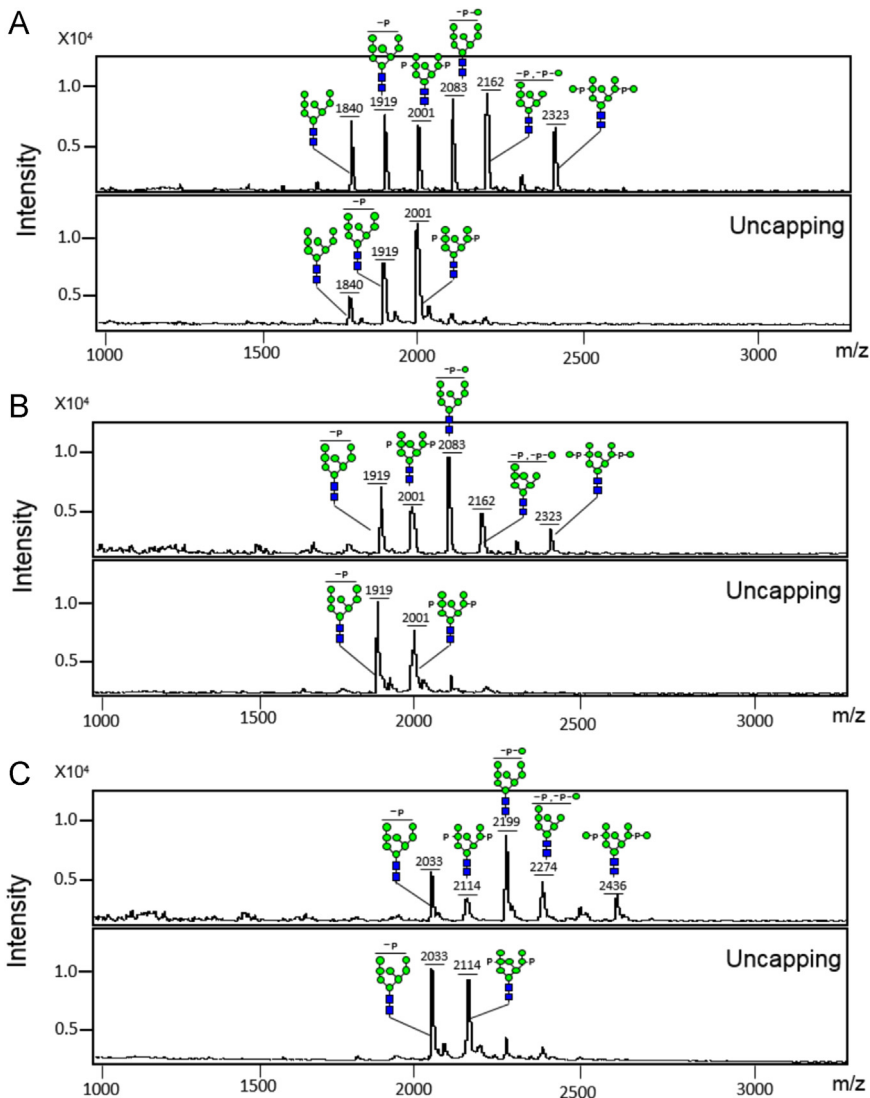 A
X10⁴
1.0
0.5
Intensity
1840
1919
2001
2083
2162
2323
-P
P
-P-
-P,-P-
-P
P-
Uncapping
1.0
0.5
1840
1919
2001
-P
P
-P
1000
1500
2000
2500
3000
m/z
B
X10⁴
1.0
0.5
Intensity
1919
2001
2083
2162
2323
-P
P
P
-P-
-P,-P-
-P
P-
Uncapping
1.0
0.5
1919
2001
-P
P
-P
1000
1500
2000
2500
3000
m/z
C
X10⁴
1.0
0.5
Intensity
2033
2114
2199
2274
2436
-P
P
P
-P-
-P,-P-
-P
P-
Uncapping
1.0
0.5
2033
2114
-P
P
-P
1000
1500
2000
2500
3000
m/z